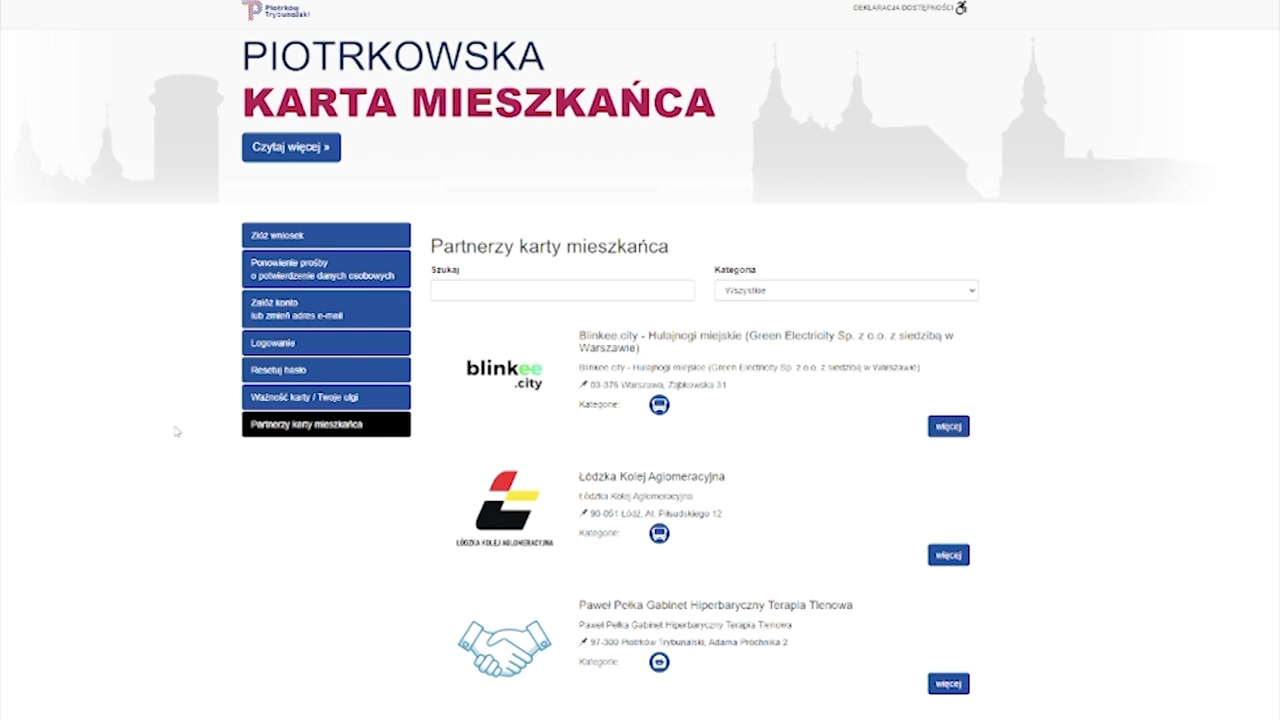 Piotrków
Trybunalski
DEKLARACJA DOSTĘPNOŚCI
PIOTRKOWSKA
KARTA MIESZKAŃCA
Czytaj więcej »
Złóż wniosek
Ponowienie prośby
o potwierdzenie danych osobowych
Załóż konto
lub zmień adres e-mail
Logowanie
Resetuj hasło
Ważność karty / Twoje ulgi
Partnerzy karty mieszkańca
Partnerzy karty mieszkańca
Szukaj
Kategoria
Wszystkie
blinkee
.city
Blinkee.city - Hulajnogi miejskie (Green Electricity Sp. z o.o. z siedzibą w
Warszawie)
Blinkee.city - Hulajnogi miejskie (Green Electricity Sp. z o.o. z siedzibą w Warszawie)
03-376 Warszawa, Ząbkowska 31
Kategorie:
więcej
ŁÓDZKA KOLEJ AGLOMERACYJNA
Łódzka Kolej Aglomeracyjna
Łódzka Kolej Aglomeracyjna
90-051 Łódź, Al. Piłsudskiego 12
Kategorie:
więcej
Paweł Pełka Gabinet Hiperbaryczny Terapia Tlenowa
Paweł Pełka Gabinet Hiperbaryczny Terapia Tlenowa
97-300 Piotrków Trybunalski, Adama Próchnika 2
Kategorie:
więcej